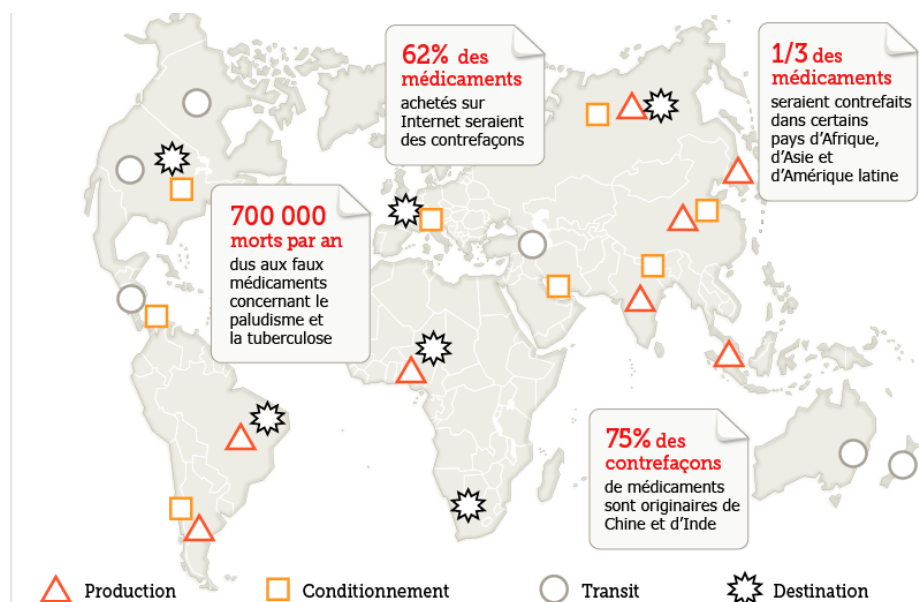 62% des
médicaments
achetés sur
Internet seraient
des contrefaçons
1/3 des
médicaments
seraient contrefaits
dans certains
pays d'Afrique,
d'Asie et
d'Amérique latine
700 000
morts par an
dus aux faux
médicaments
concernant le
paludisme et
la tuberculose
75% des
contrefaçons
de médicaments
sont originaires de
Chine et d'Inde
Production
Conditionnement
Transit
Destination